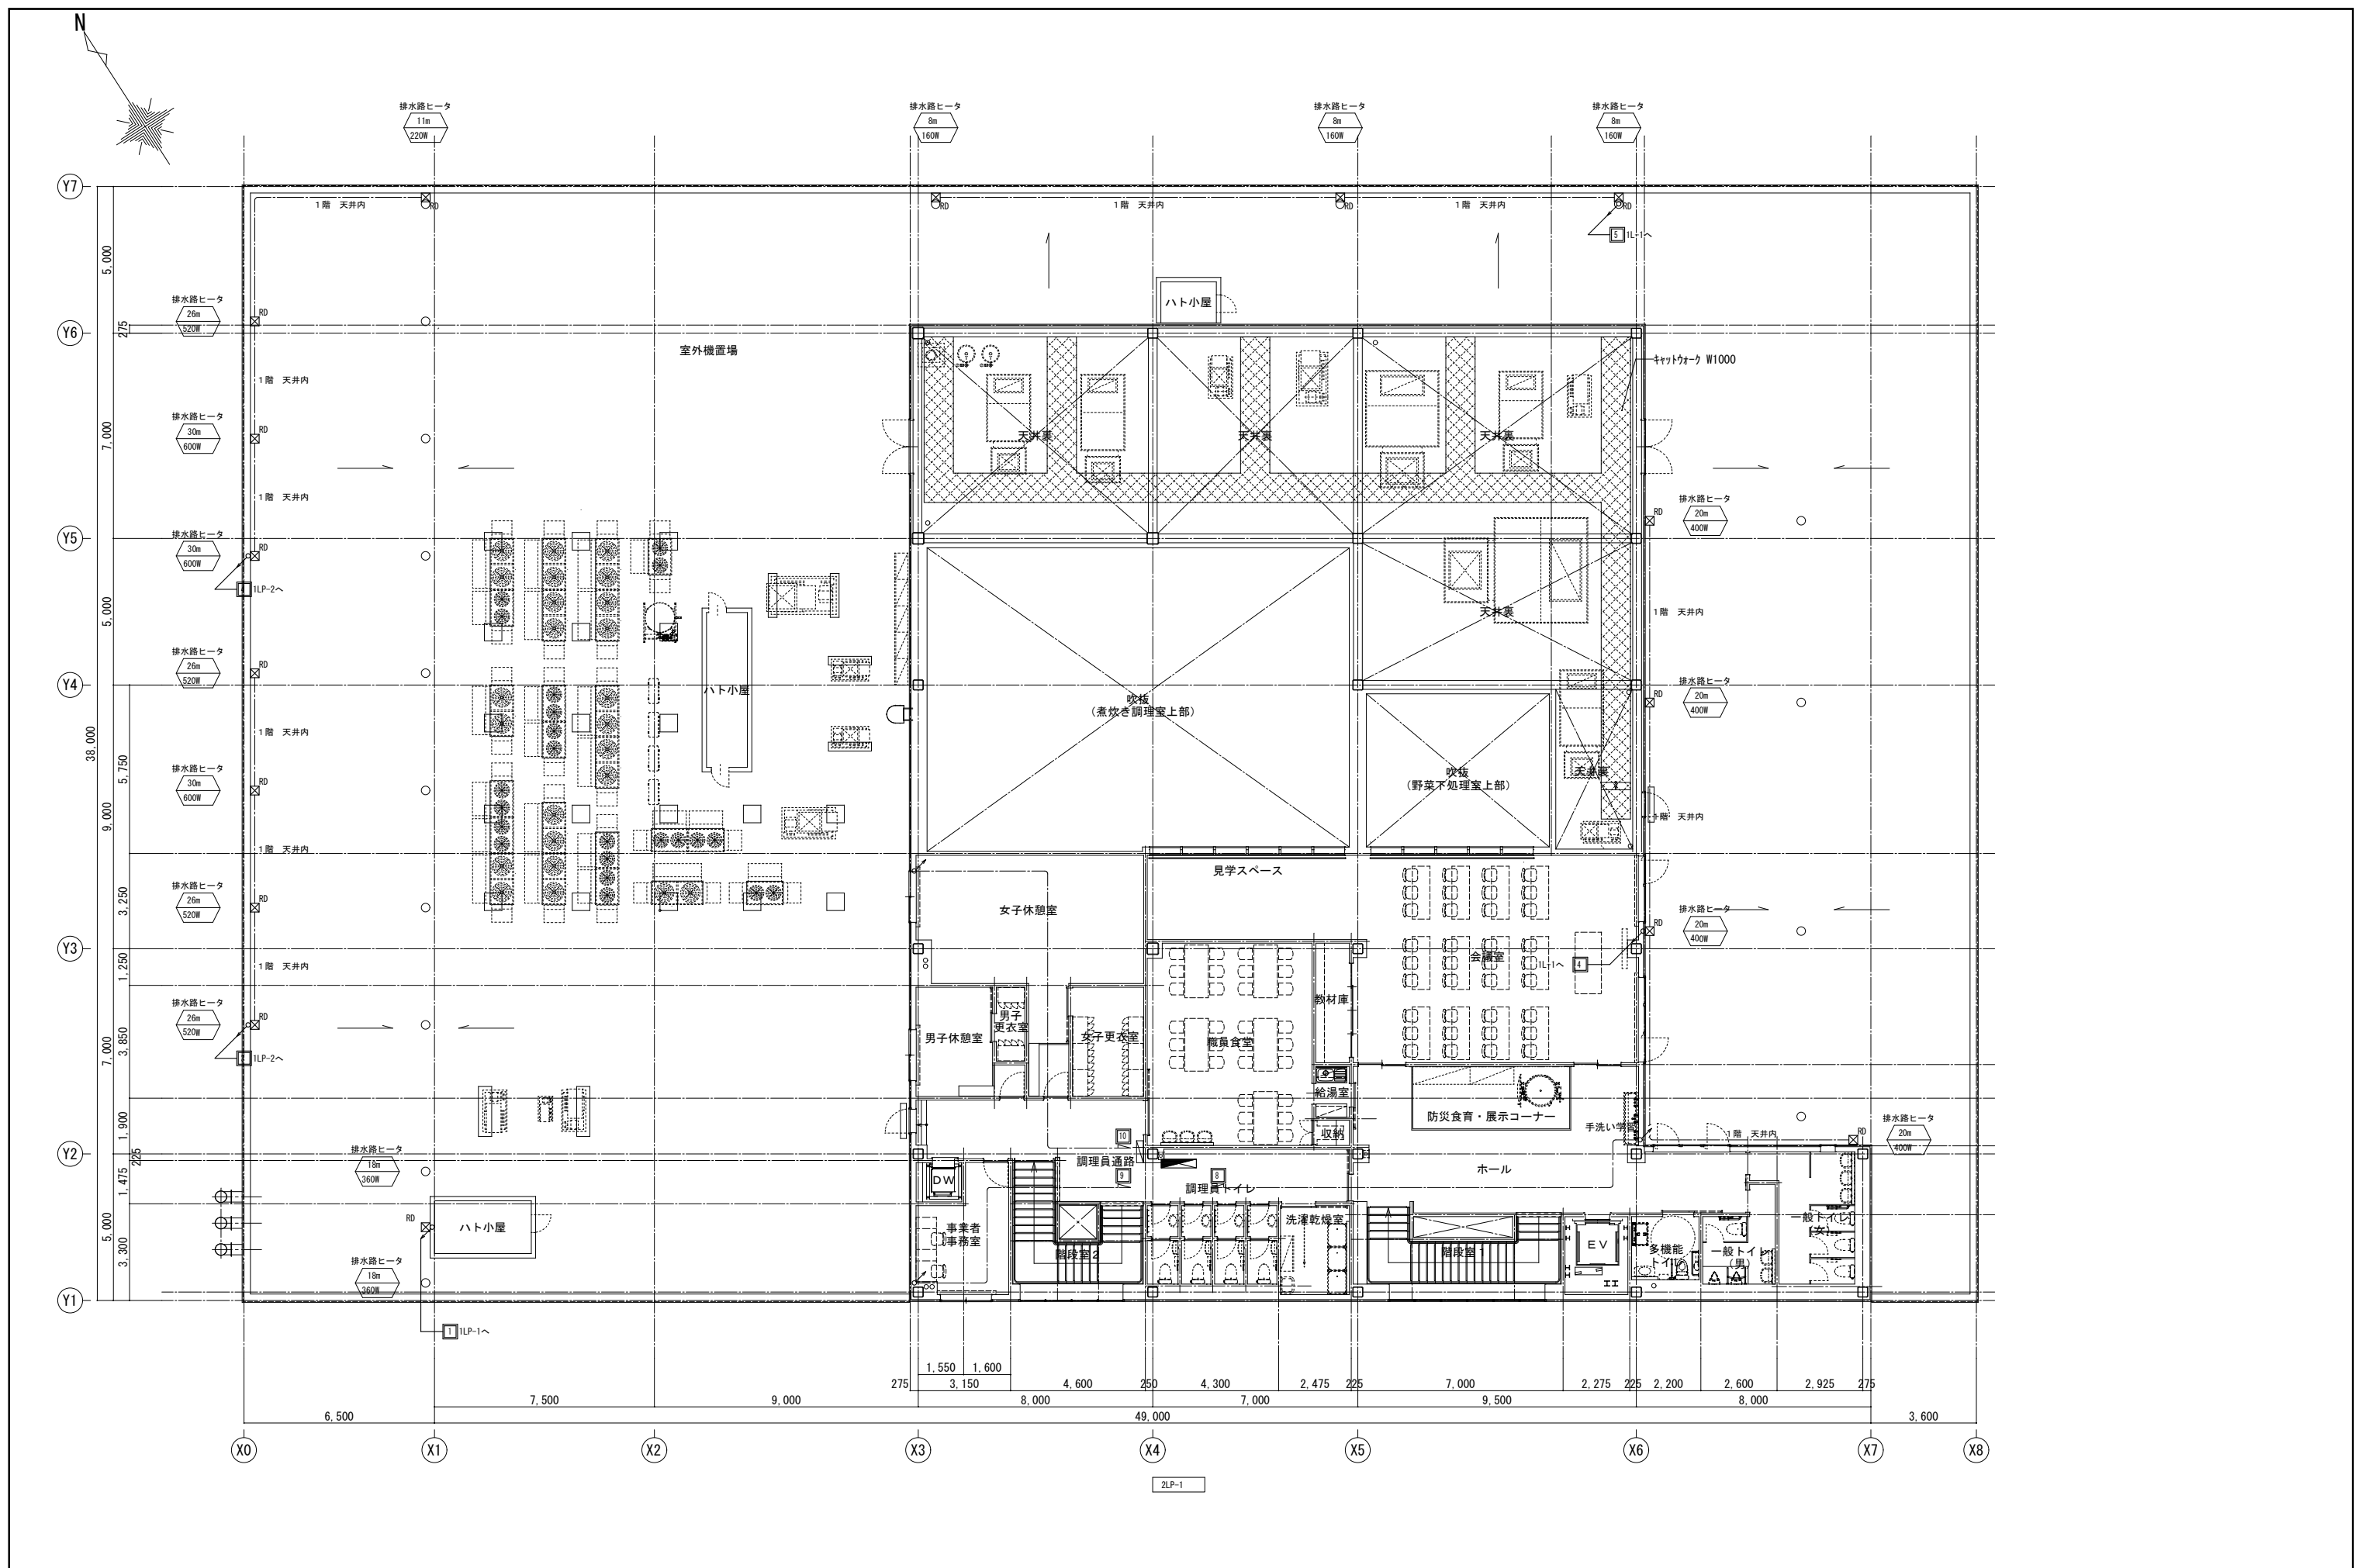 N
排水路ヒータ
11m
220W
排水路ヒータ
8m
160W
排水路ヒータ
8m
160W
排水路ヒータ
8m
160W
Y7
1階 天井内
RD
RD
1階 天井内
RD
1階 天井内
RD
5
1L-1へ
5,000
ハト小屋
排水路ヒータ
26m
520W
RD
275
Y6
室外機置場
キャットウォーク W1000
1階 天井内
排水路ヒータ
30m
600W
RD
7,000
天井裏
天井裏
天井裏
1階 天井内
排水路ヒータ
20m
400W
RD
排水路ヒータ
30m
600W
RD
Y5
1LP-2へ
5,000
天井裏
1階 天井内
排水路ヒータ
26m
520W
RD
Y4
ハト小屋
吹抜
(煮炊き調理室上部)
排水路ヒータ
20m
400W
RD
38,000
1階 天井内
5,750
排水路ヒータ
30m
600W
RD
吹抜
(野菜下処理室上部)
天井裏
9,000
1階 天井内
1階 天井内
見学スペース
排水路ヒータ
26m
520W
RD
3,250
女子休憩室
排水路ヒータ
20m
400W
RD
Y3
会議室
1L-1へ
4
1階 天井内
1,250
教材庫
排水路ヒータ
26m
520W
RD
男子
更衣室
男子休憩室
女子更衣室
職員食堂
7,000
3,850
1LP-2へ
給湯室
防災食育・展示コーナー
手洗い学習
収納
1,900
10
1階 天井内
RD
排水路ヒータ
20m
400W
Y2
225
調理員通路
ホール
排水路ヒータ
18m
360W
9
8
DW
調理員トイレ
1,475
RD
ハト小屋
事業者
事務室
洗濯乾燥室
一般トイレ
(女)
5,000
3,300
階段室2
階段室1
EV
多機能
トイレ
一般トイレ
(男)
排水路ヒータ
18m
360W
Y1
1
1LP-1へ
1,550
1,600
275
3,150
4,600
250
4,300
2,475
225
7,000
2,275
225
2,200
2,600
2,925
275
7,500
9,000
8,000
7,000
9,500
8,000
6,500
49,000
3,600
X0
X1
X2
X3
X4
X5
X6
X7
X8
2LP-1